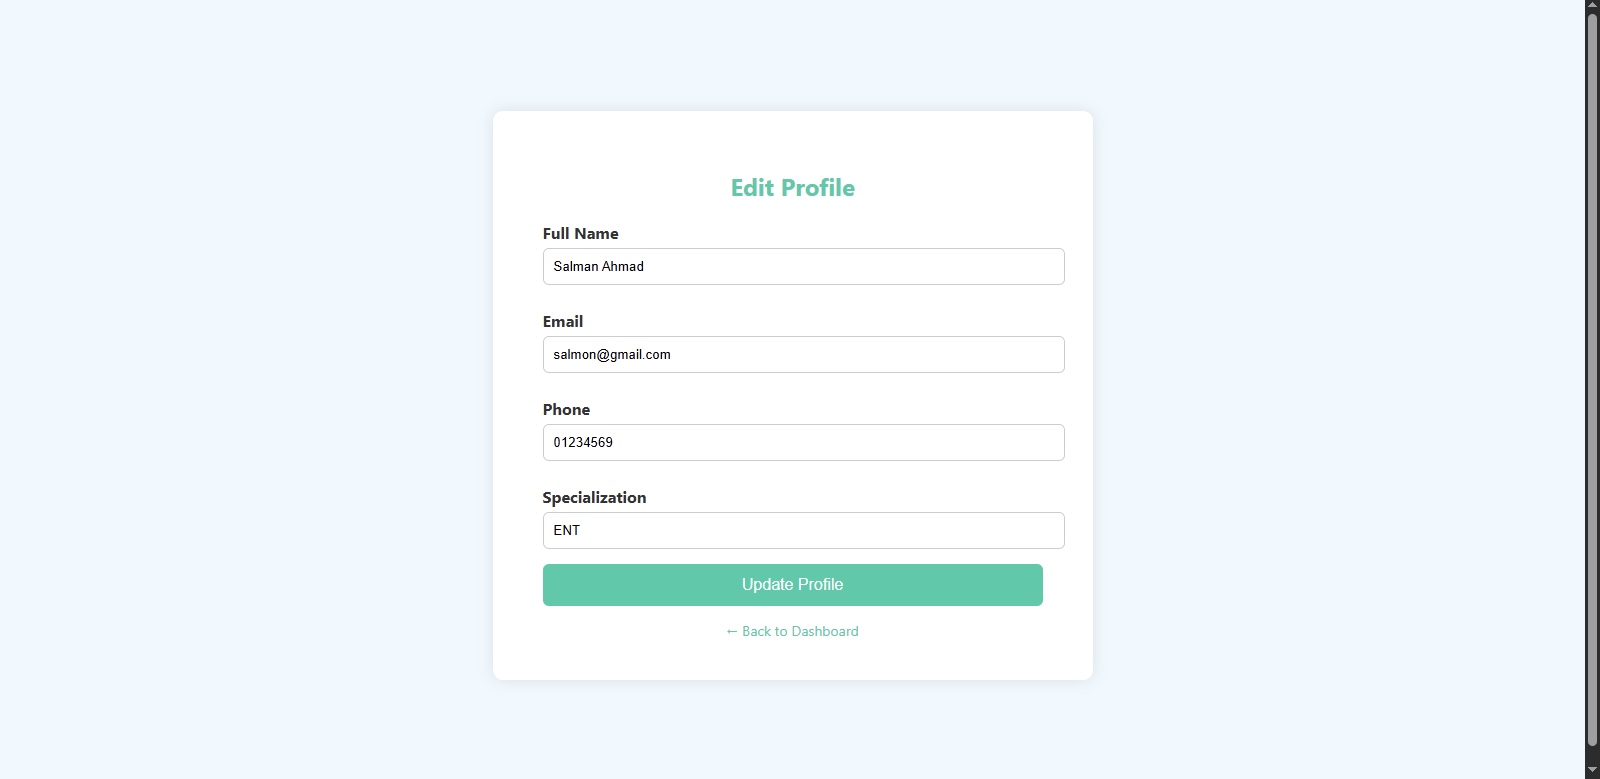 Edit Profile
Full Name
Salman Ahmad
Email
salmon@gmail.com
Phone
01234569
Specialization
ENT
Update Profile
← Back to Dashboard